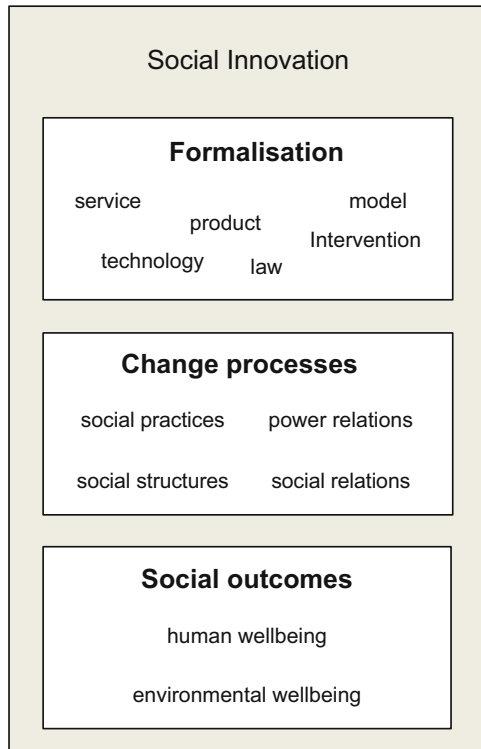 Social Innovation
Formalisation
service
model
product
Intervention
technology
law
Change processes
social practices power relations
social structures social relations
Social outcomes
human wellbeing
environmental wellbeing